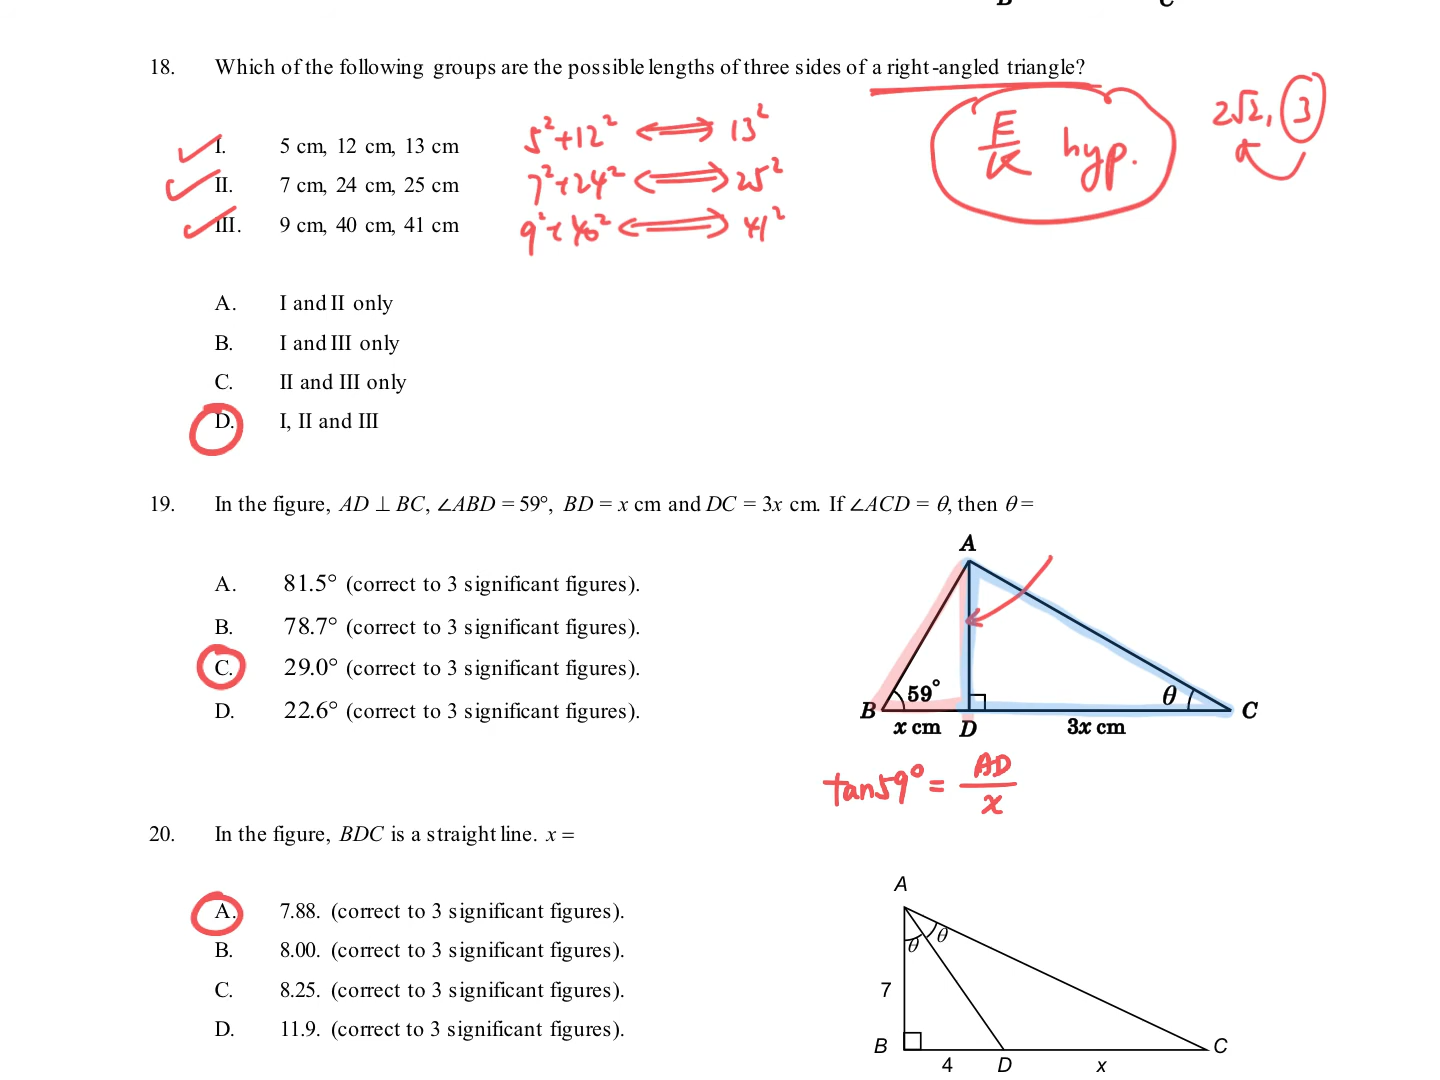 B C
18. Which of the following groups are the possible lengths of three sides of a right-angled triangle?
I. 5 cm, 12 cm, 13 cm
II. 7 cm, 24 cm, 25 cm
III. 9 cm, 40 cm, 41 cm
5² + 12² ⟺ 13²
7² + 24² ⟺ 25²
9² + 40² ⟺ 41²
hyp.
2√2, 3
A. I and II only
B. I and III only
C. II and III only
D. I, II and III
19. In the figure, AD ⊥ BC, ∠ABD = 59°, BD = x cm and DC = 3x cm. If ∠ACD = θ, then θ =
A. 81.5° (correct to 3 significant figures).
B. 78.7° (correct to 3 significant figures).
C. 29.0° (correct to 3 significant figures).
D. 22.6° (correct to 3 significant figures).
A
59° θ
B C
x cm D 3x cm
tan59° = AD/x
20. In the figure, BDC is a straight line. x =
A. 7.88. (correct to 3 significant figures).
B. 8.00. (correct to 3 significant figures).
C. 8.25. (correct to 3 significant figures).
D. 11.9. (correct to 3 significant figures).
A
θ θ
7
B C
4 D x